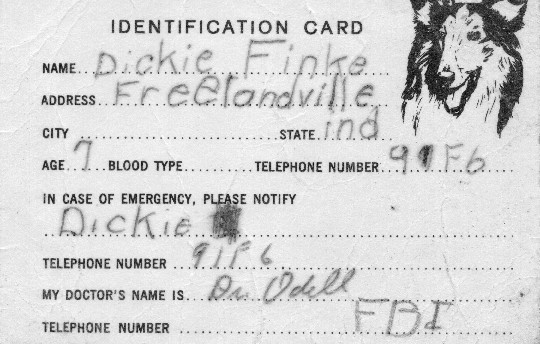 IDENTIFICATION CARD
NAME Dickie Finke
ADDRESS Freelandville
CITY STATE ind
AGE 7 BLOOD TYPE TELEPHONE NUMBER 91F6
IN CASE OF EMERGENCY, PLEASE NOTIFY
Dickie
TELEPHONE NUMBER 91F6
MY DOCTOR'S NAME IS Dr. Odell
TELEPHONE NUMBER FBI